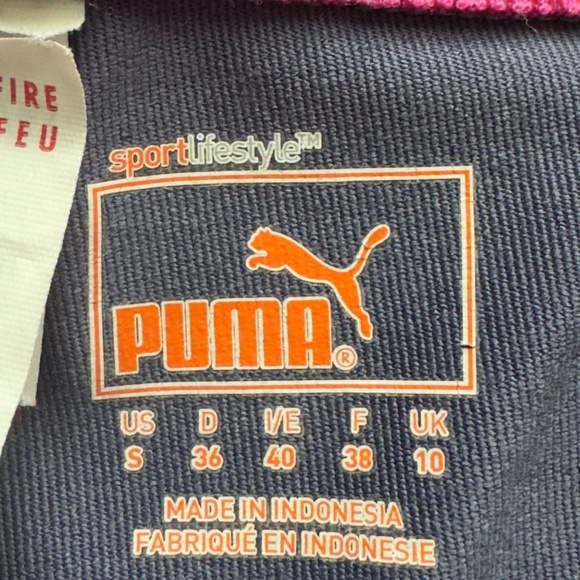 FIRE
FEU
sportlifestyle™
PUMA®
US D I/E F UK
S 36 40 38 10
MADE IN INDONESIA
FABRIQUÉ EN INDONESIE